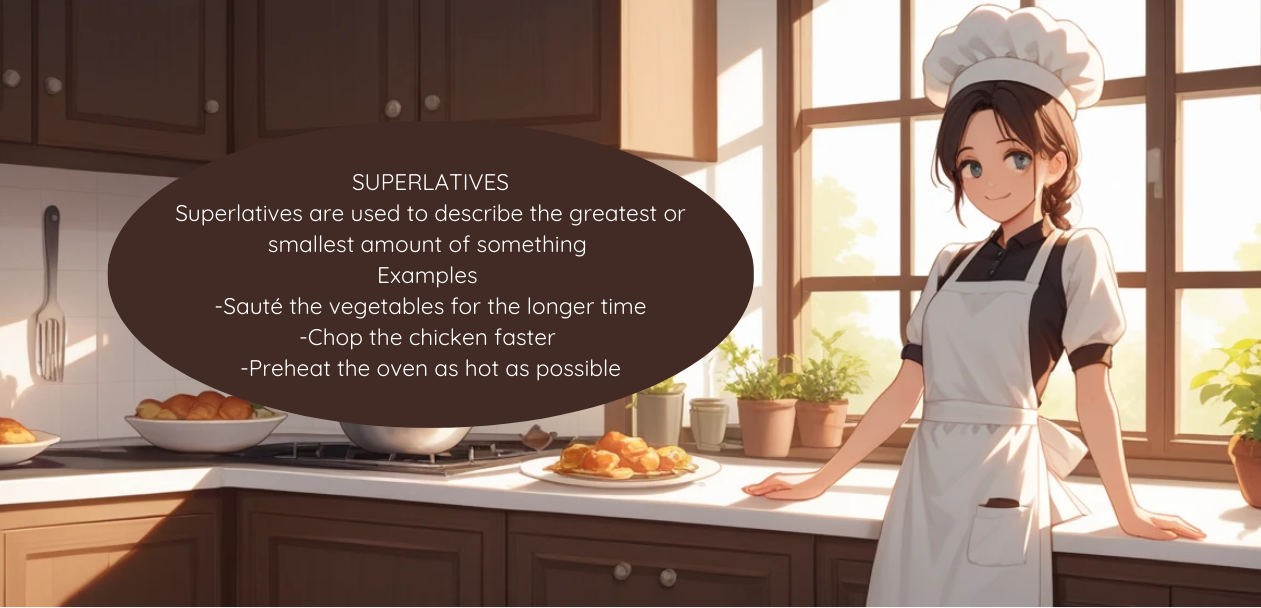 SUPERLATIVES
Superlatives are used to describe the greatest or
smallest amount of something
Examples
-Sauté the vegetables for the longer time
-Chop the chicken faster
-Preheat the oven as hot as possible